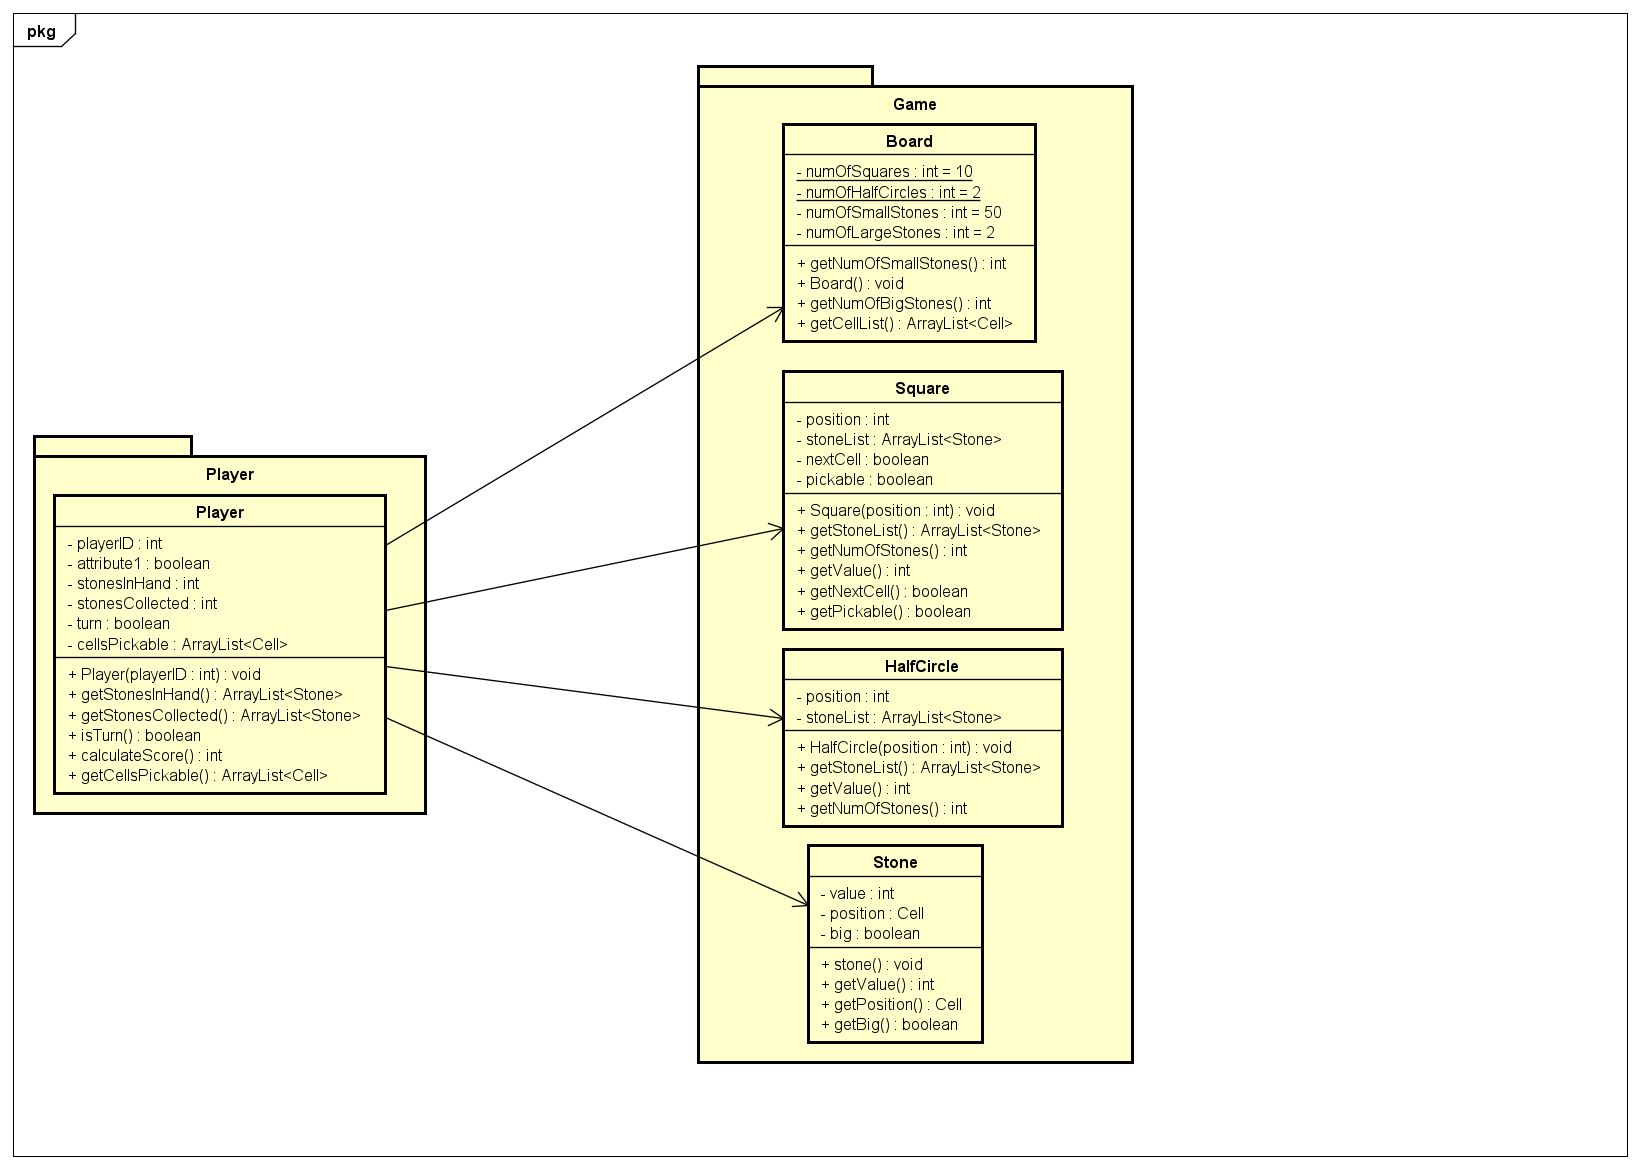 pkg
Game
Board
- numOfSquares : int = 10
- numOfHalfCircles : int = 2
- numOfSmallStones : int = 50
- numOfLargeStones : int = 2
+ getNumOfSmallStones() : int
+ Board() : void
+ getNumOfBigStones() : int
+ getCellList() : ArrayList<Cell>
Square
- position : int
- stoneList : ArrayList<Stone>
- nextCell : boolean
- pickable : boolean
+ Square(position : int) : void
+ getStoneList() : ArrayList<Stone>
+ getNumOfStones() : int
+ getValue() : int
+ getNextCell() : boolean
+ getPickable() : boolean
HalfCircle
- position : int
- stoneList : ArrayList<Stone>
+ HalfCircle(position : int) : void
+ getStoneList() : ArrayList<Stone>
+ getValue() : int
+ getNumOfStones() : int
Stone
- value : int
- position : Cell
- big : boolean
+ stone() : void
+ getValue() : int
+ getPosition() : Cell
+ getBig() : boolean
Player
Player
- playerID : int
- attribute1 : boolean
- stonesInHand : int
- stonesCollected : int
- turn : boolean
- cellsPickable : ArrayList<Cell>
+ Player(playerID : int) : void
+ getStonesInHand() : ArrayList<Stone>
+ getStonesCollected() : ArrayList<Stone>
+ isTurn() : boolean
+ calculateScore() : int
+ getCellsPickable() : ArrayList<Cell>